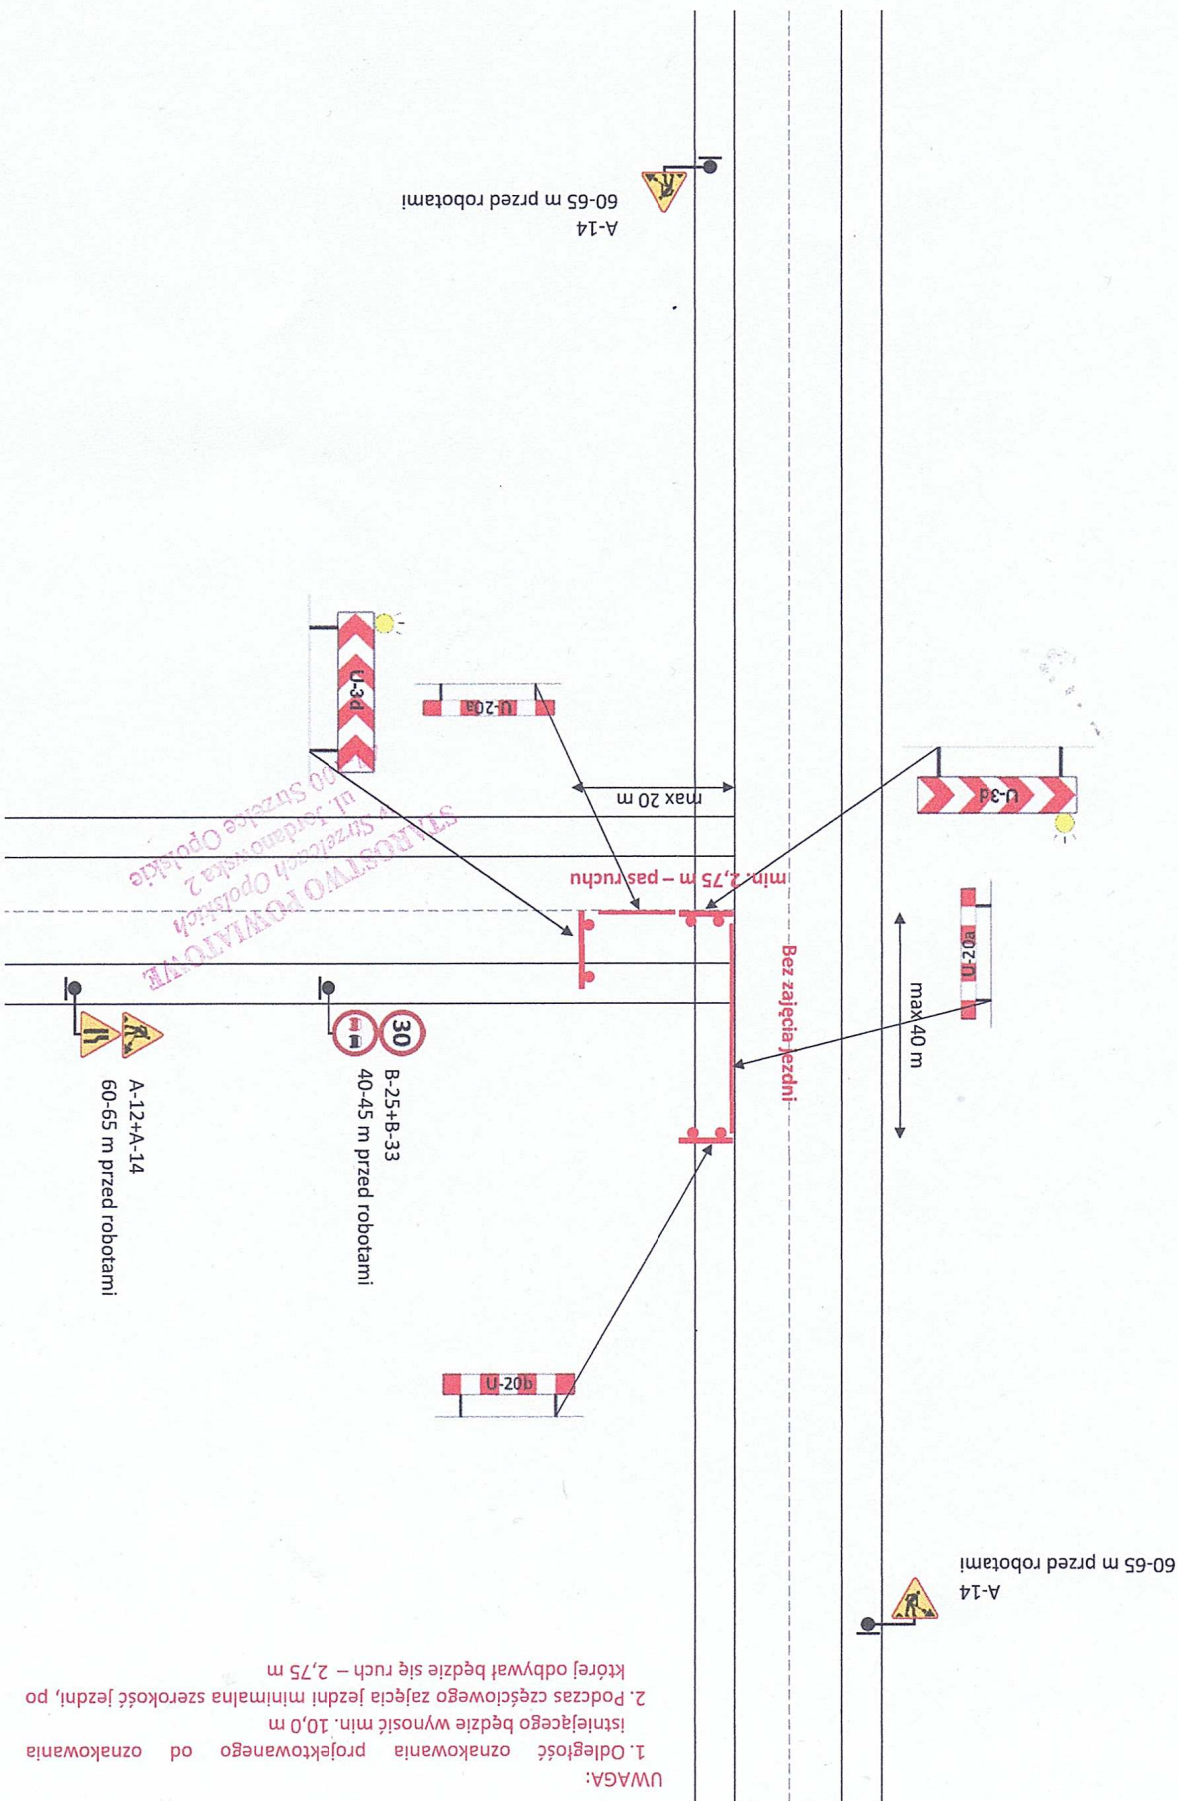 UWAGA:
1. Odległość oznakowania projektowanego od oznakowania
istniejącego będzie wynosić min. 10,0 m
2. Podczas częściowego zajęcia jezdni minimalna szerokość jezdni, po
której odbywał będzie się ruch – 2,75 m
A-14
60-65 m przed robotami
U-20b
A-12+A-14
60-65 m przed robotami
30
B-25+B-33
40-45 m przed robotami
Bez zajęcia jezdni
max 40 m
U-20a
min. 2,75 m – pas ruchu
max 20 m
U-3d
U-20a
U-3d
STAROSTWO POWIATOWE
w Strzelcach Opolskich
ul. Jordanowska 2
00 Strzelce Opolskie
A-14
60-65 m przed robotami